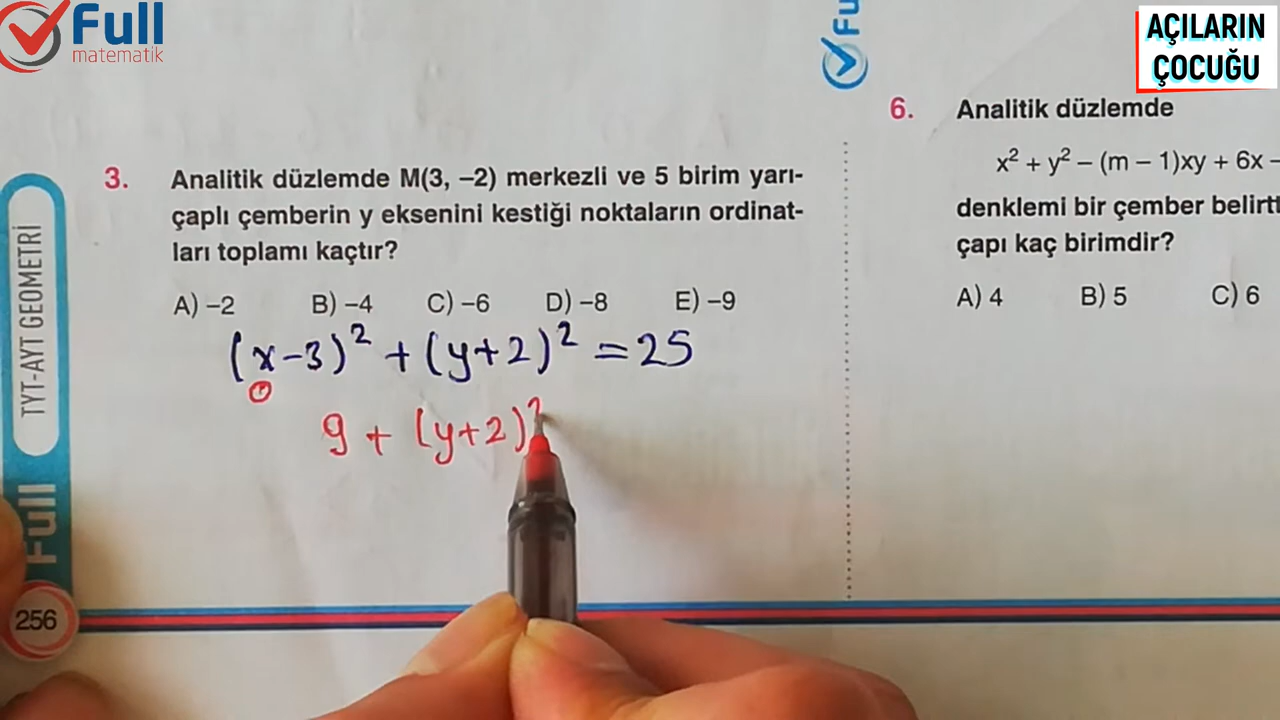 Full
matematik
Full
AÇILARIN
ÇOCUĞU
TYT-AYT GEOMETRİ
Full
256
3. Analitik düzlemde M(3, –2) merkezli ve 5 birim yarı-
çaplı çemberin y eksenini kestiği noktaların ordinat-
ları toplamı kaçtır?
A) –2 B) –4 C) –6 D) –8 E) –9
(x-3)² + (y+2)² = 25
0
9 + (y+2)²
6. Analitik düzlemde
x² + y² – (m – 1)xy + 6x –
denklemi bir çember belirtt
çapı kaç birimdir?
A) 4 B) 5 C) 6